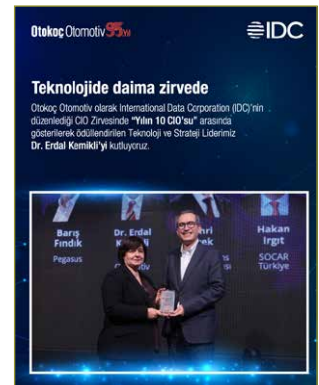 Otokoç Otomotiv 95.YIL
IDC
Teknolojide daima zirvede
Otokoç Otomotiv olarak International Data Corporation (IDC)'nin
düzenlediği CIO Zirvesinde "Yılın 10 CIO'su" arasında
gösterilerek ödüllendirilen Teknoloji ve Strateji Liderimiz
Dr. Erdal Kemikli'yi kutluyoruz.
Barış
Fındık
Pegasus
Dr. Erdal
Hakan
Irgıt
SOCAR
Türkiye